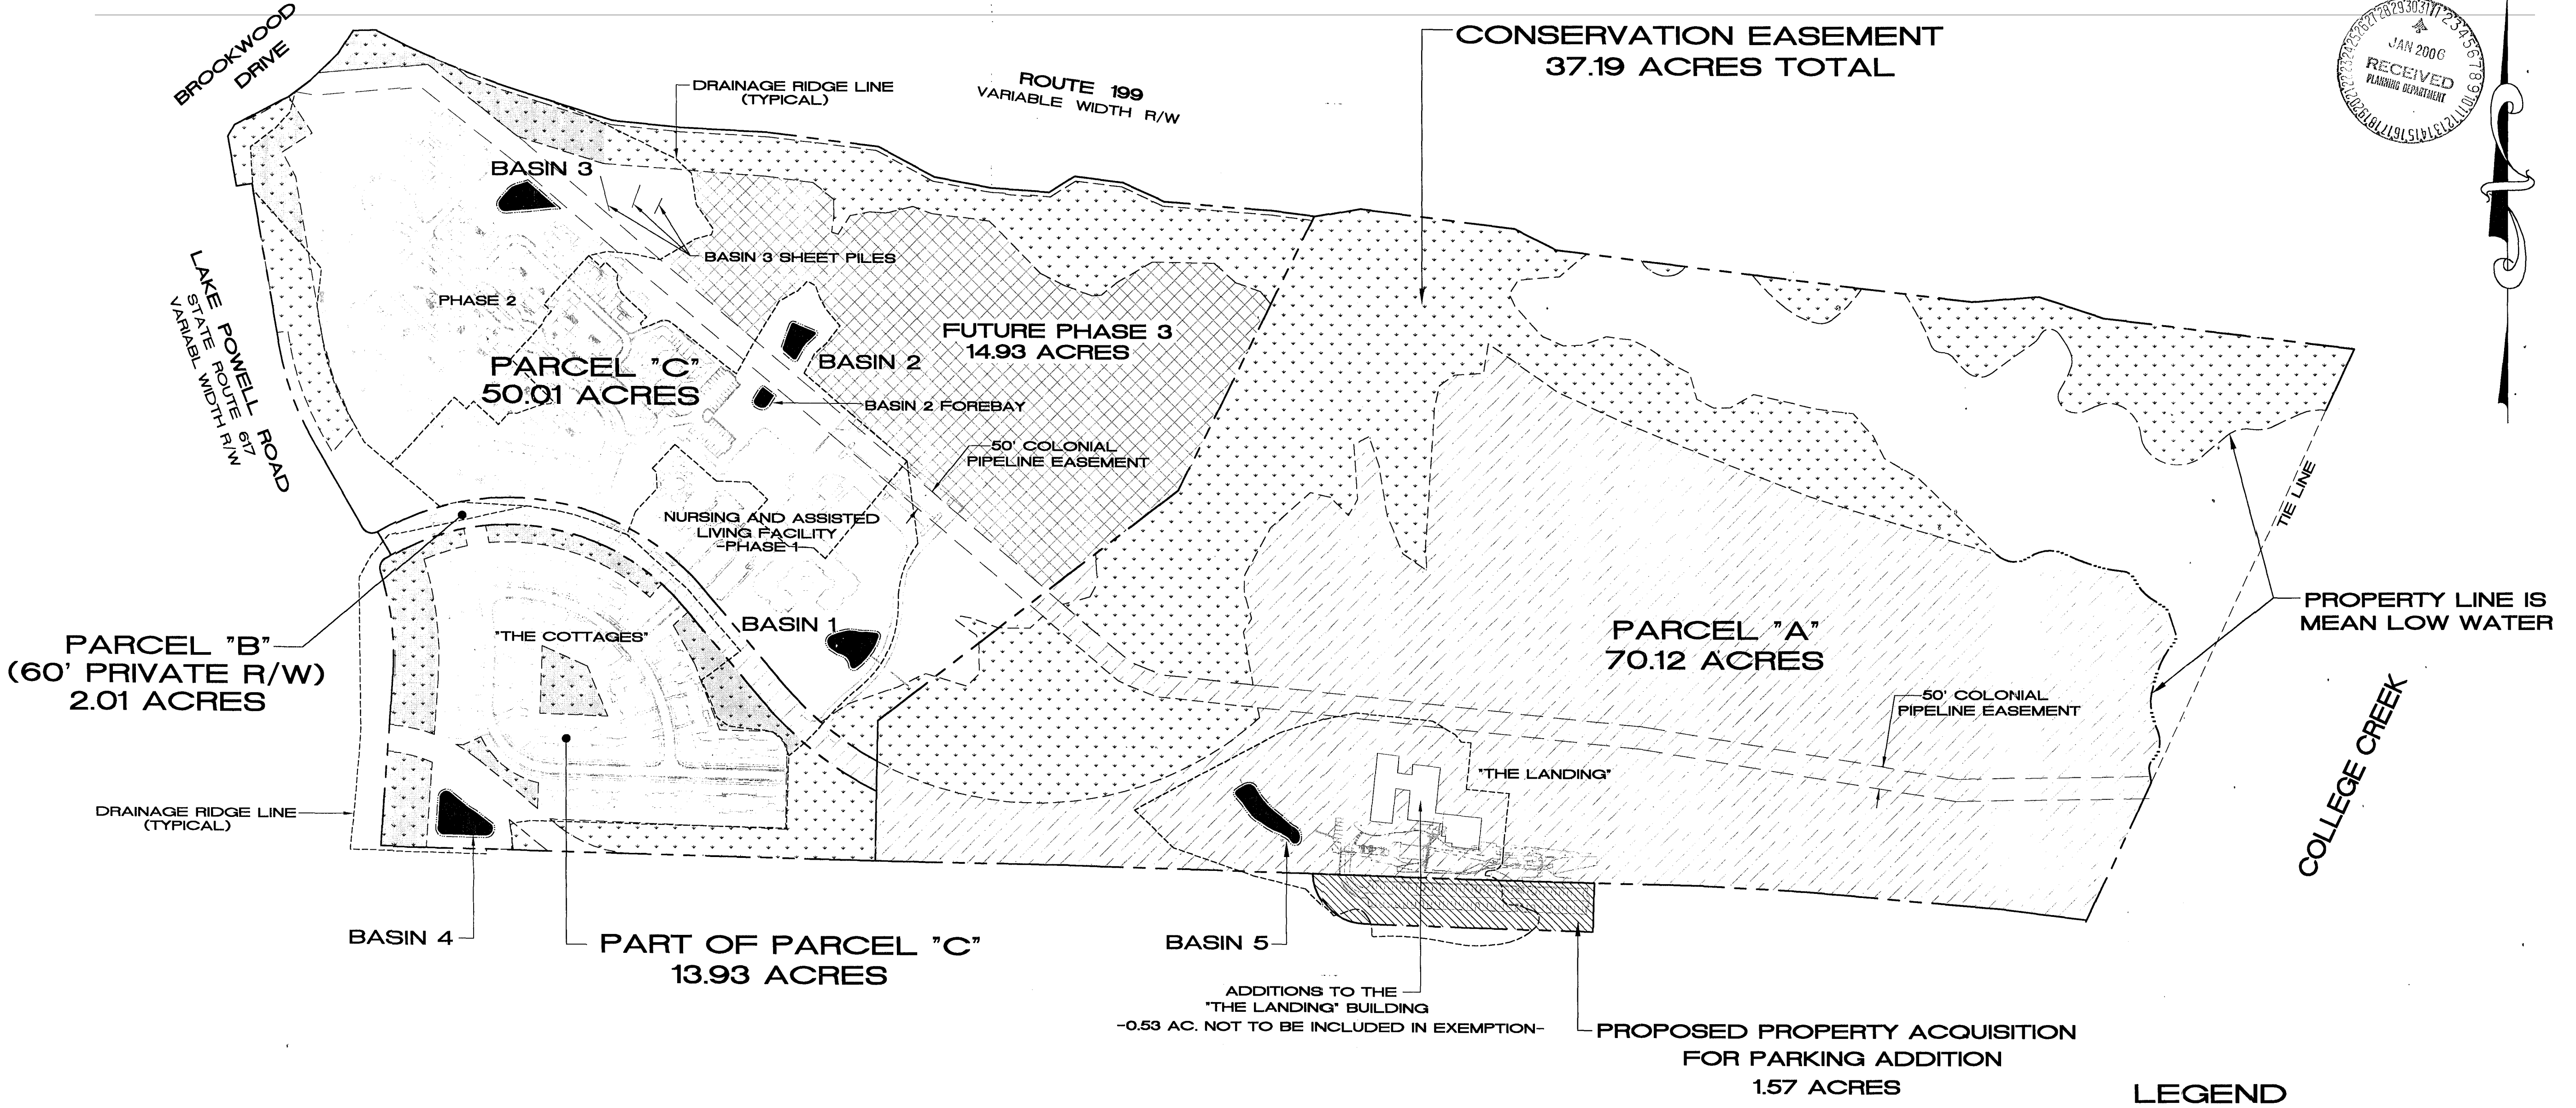 BROOKWOOD
DRIVE
DRAINAGE RIDGE LINE
(TYPICAL)
ROUTE 199
VARIABLE WIDTH R/W
CONSERVATION EASEMENT
37.19 ACRES TOTAL
JAN 2006
RECEIVED
PLANNING DEPARTMENT
BASIN 3
BASIN 3 SHEET PILES
PHASE 2
LAKE POWELL ROAD
STATE ROUTE 617
VARIABL WIDTH R/W
PARCEL "C"
50.01 ACRES
BASIN 2
FUTURE PHASE 3
14.93 ACRES
BASIN 2 FOREBAY
50' COLONIAL
PIPELINE EASEMENT
NURSING AND ASSISTED
LIVING FACILITY
-PHASE 1-
TIE LINE
PROPERTY LINE IS
MEAN LOW WATER
BASIN 1
"THE COTTAGES"
PARCEL "B"
(60' PRIVATE R/W)
2.01 ACRES
PARCEL "A"
70.12 ACRES
50' COLONIAL
PIPELINE EASEMENT
COLLEGE CREEK
"THE LANDING"
DRAINAGE RIDGE LINE
(TYPICAL)
BASIN 4
PART OF PARCEL "C"
13.93 ACRES
BASIN 5
ADDITIONS TO THE
"THE LANDING" BUILDING
-0.53 AC. NOT TO BE INCLUDED IN EXEMPTION-
PROPOSED PROPERTY ACQUISITION
FOR PARKING ADDITION
1.57 ACRES
LEGEND